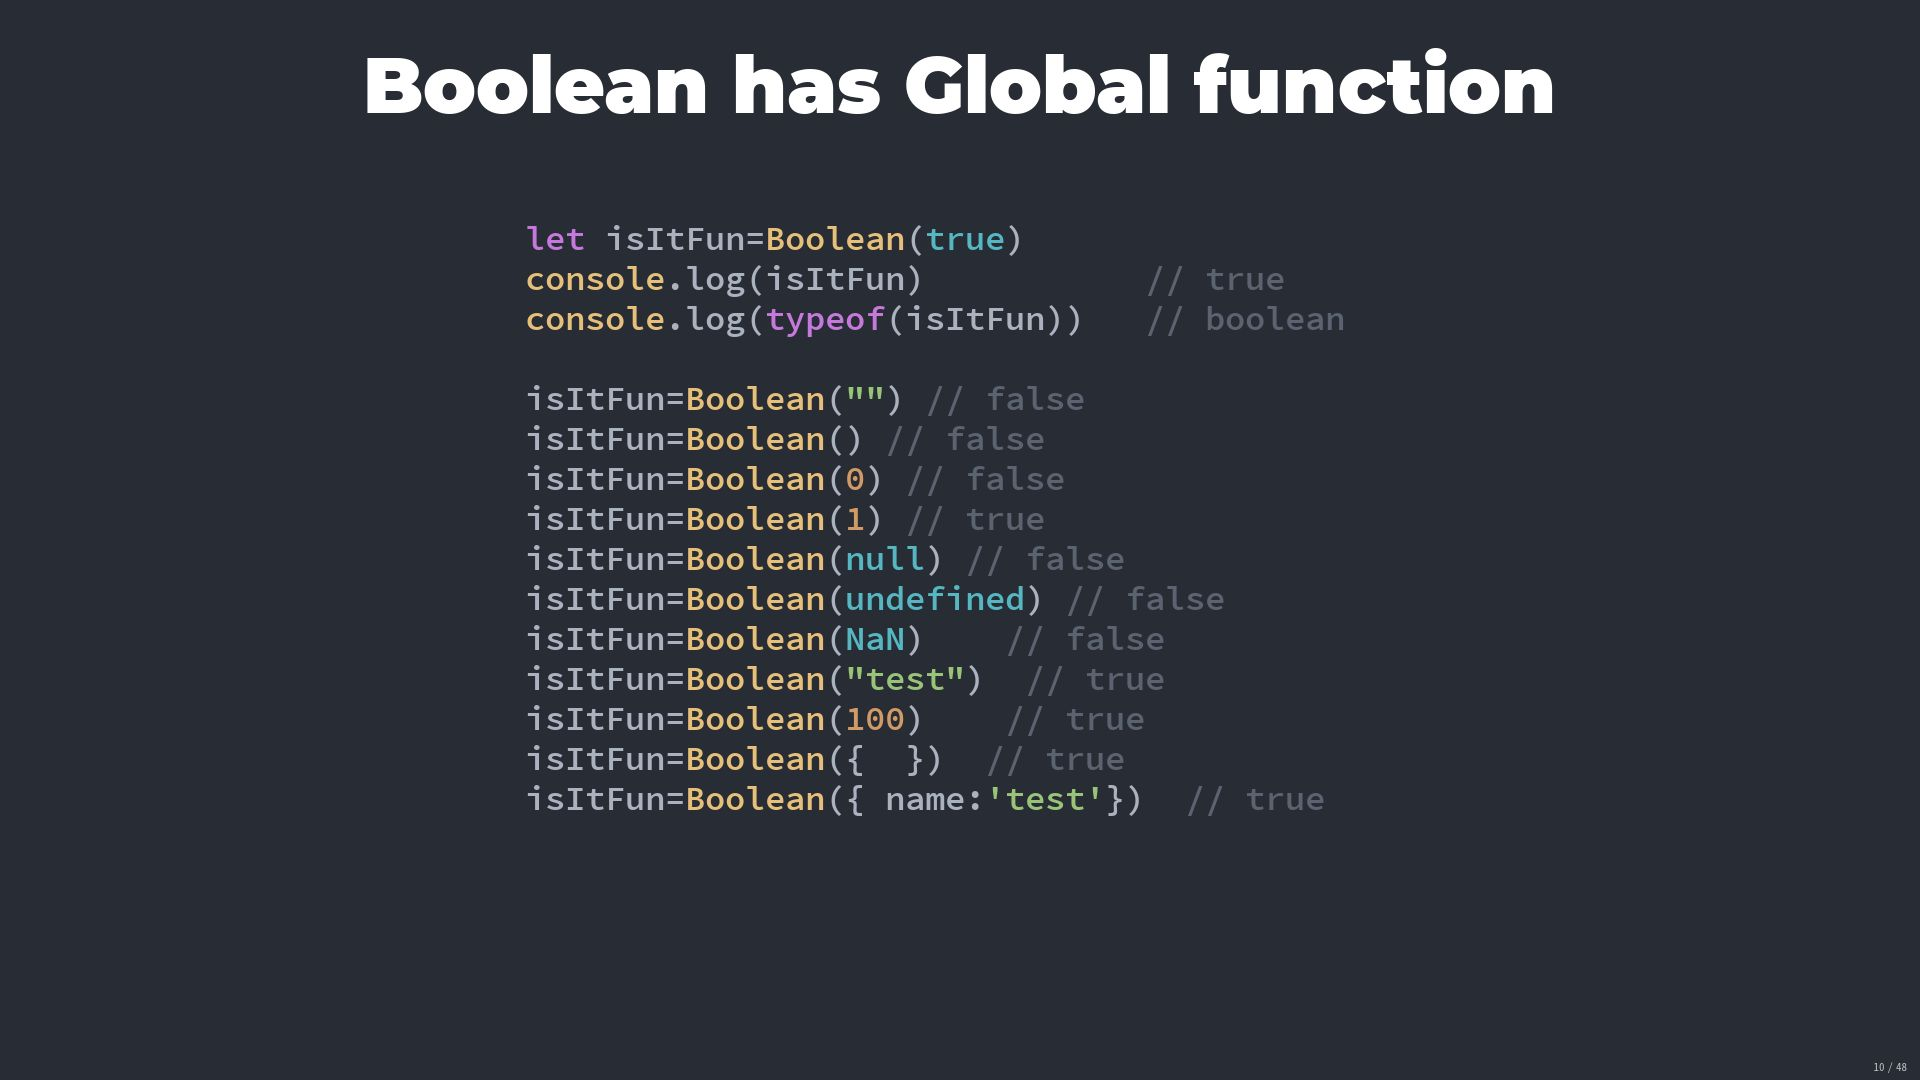 Boolean has Global function
let isItFun=Boolean(true)
console.log(isItFun)           // true
console.log(typeof(isItFun))   // boolean
isItFun=Boolean("") // false
isItFun=Boolean() // false
isItFun=Boolean(0) // false
isItFun=Boolean(1) // true
isItFun=Boolean(null) // false
isItFun=Boolean(undefined) // false
isItFun=Boolean(NaN)    // false
isItFun=Boolean("test")  // true
isItFun=Boolean(100)    // true
isItFun=Boolean({  })  // true
isItFun=Boolean({ name:'test'})  // true
10 / 48